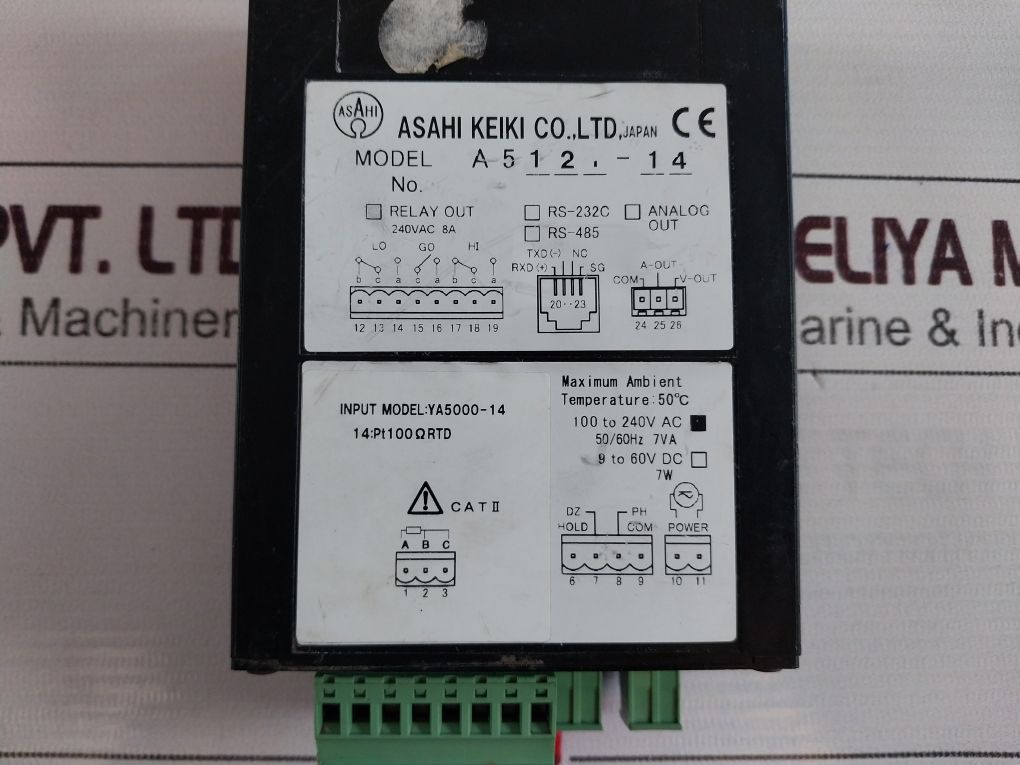 ASAHI
ASAHI KEIKI CO.,LTD,JAPAN CE
MODEL A512.-14
No.
RELAY OUT
240VAC 8A
LO GO HI
b c a c a b c a
12 13 14 15 16 17 18 19
RS-232C
RS-485
TXD(-) NC
RXD(+) SG
20··23
ANALOG
OUT
A-OUT
COM V-OUT
24 25 26
INPUT MODEL:YA5000-14
14:Pt100ΩRTD
CAT II
A B C
1 2 3
Maximum Ambient
Temperature:50℃
100 to 240V AC
50/60Hz 7VA
9 to 60V DC
7W
DZ PH
HOLD COM POWER
6 7 8 9 10 11
PVT. LTD
& Machiner
ELIYA M
arine & In